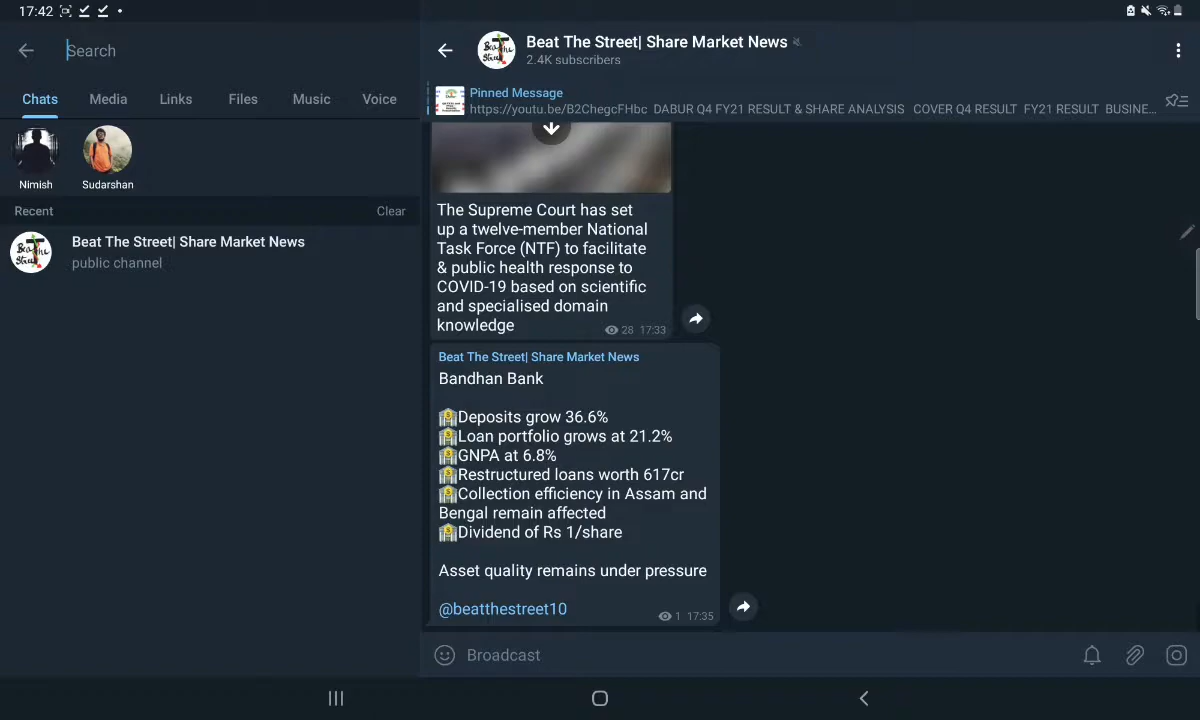 17:42
Search
Chats Media Links Files Music Voice
Nimish Sudarshan
Recent Clear
Beat The Street| Share Market News
public channel
Beat The Street| Share Market News
2.4K subscribers
Pinned Message
https://youtu.be/B2ChegcFHbc DABUR Q4 FY21 RESULT & SHARE ANALYSIS COVER Q4 RESULT FY21 RESULT BUSINE...
The Supreme Court has set
up a twelve-member National
Task Force (NTF) to facilitate
& public health response to
COVID-19 based on scientific
and specialised domain
knowledge
28 17:33
Beat The Street| Share Market News
Bandhan Bank
Deposits grow 36.6%
Loan portfolio grows at 21.2%
GNPA at 6.8%
Restructured loans worth 617cr
Collection efficiency in Assam and
Bengal remain affected
Dividend of Rs 1/share
Asset quality remains under pressure
@beatthestreet10
1 17:35
Broadcast